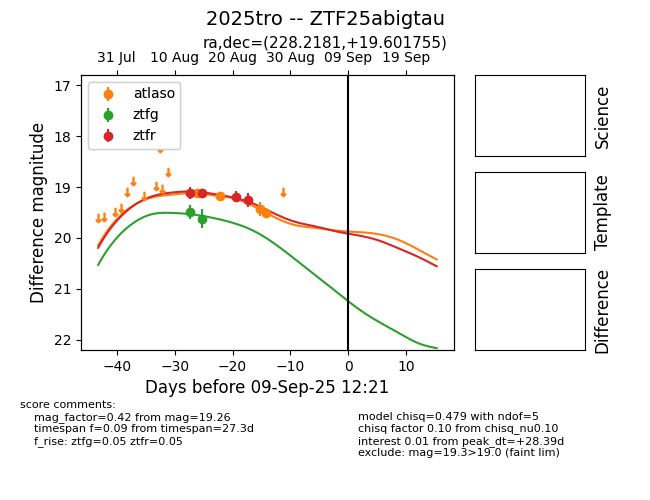 2025tro -- ZTF25abigtau
ra,dec=(228.2181,+19.601755)
31 Jul 10 Aug 20 Aug 30 Aug 09 Sep 19 Sep
atlaso
ztfg
ztfr
17
18
19
20
21
22
Difference magnitude
−40 −30 −20 −10 0 10
Days before 09-Sep-25 12:21
Science
Template
Difference
score comments:
mag_factor=0.42 from mag=19.26
timespan f=0.09 from timespan=27.3d
f_rise: ztfg=0.05 ztfr=0.05
model chisq=0.479 with ndof=5
chisq factor 0.10 from chisq_nu0.10
interest 0.01 from peak_dt=+28.39d
exclude: mag=19.3>19.0 (faint lim)